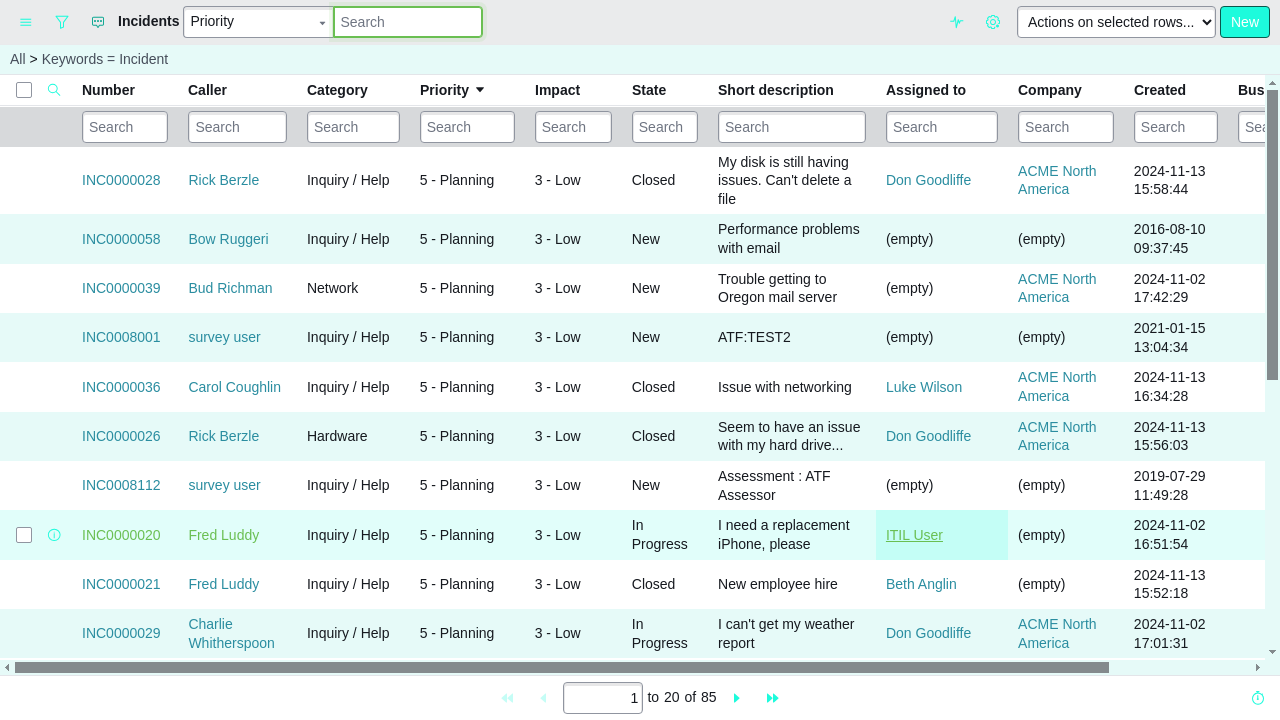 Incidents Priority Search Actions on selected rows... New
All > Keywords = Incident
Number Caller Category Priority Impact State Short description Assigned to Company Created Bus
Search Search Search Search Search Search Search Search Search Search Sea
INC0000028 Rick Berzle Inquiry / Help 5 - Planning 3 - Low Closed My disk is still having issues. Can't delete a file Don Goodliffe ACME North America 2024-11-13 15:58:44
INC0000058 Bow Ruggeri Inquiry / Help 5 - Planning 3 - Low New Performance problems with email (empty) (empty) 2016-08-10 09:37:45
INC0000039 Bud Richman Network 5 - Planning 3 - Low New Trouble getting to Oregon mail server (empty) ACME North America 2024-11-02 17:42:29
INC0008001 survey user Inquiry / Help 5 - Planning 3 - Low New ATF:TEST2 (empty) (empty) 2021-01-15 13:04:34
INC0000036 Carol Coughlin Inquiry / Help 5 - Planning 3 - Low Closed Issue with networking Luke Wilson ACME North America 2024-11-13 16:34:28
INC0000026 Rick Berzle Hardware 5 - Planning 3 - Low Closed Seem to have an issue with my hard drive... Don Goodliffe ACME North America 2024-11-13 15:56:03
INC0008112 survey user Inquiry / Help 5 - Planning 3 - Low New Assessment : ATF Assessor (empty) (empty) 2019-07-29 11:49:28
INC0000020 Fred Luddy Inquiry / Help 5 - Planning 3 - Low In Progress I need a replacement iPhone, please ITIL User (empty) 2024-11-02 16:51:54
INC0000021 Fred Luddy Inquiry / Help 5 - Planning 3 - Low Closed New employee hire Beth Anglin (empty) 2024-11-13 15:52:18
INC0000029 Charlie Whitherspoon Inquiry / Help 5 - Planning 3 - Low In Progress I can't get my weather report Don Goodliffe ACME North America 2024-11-02 17:01:31
1 to 20 of 85